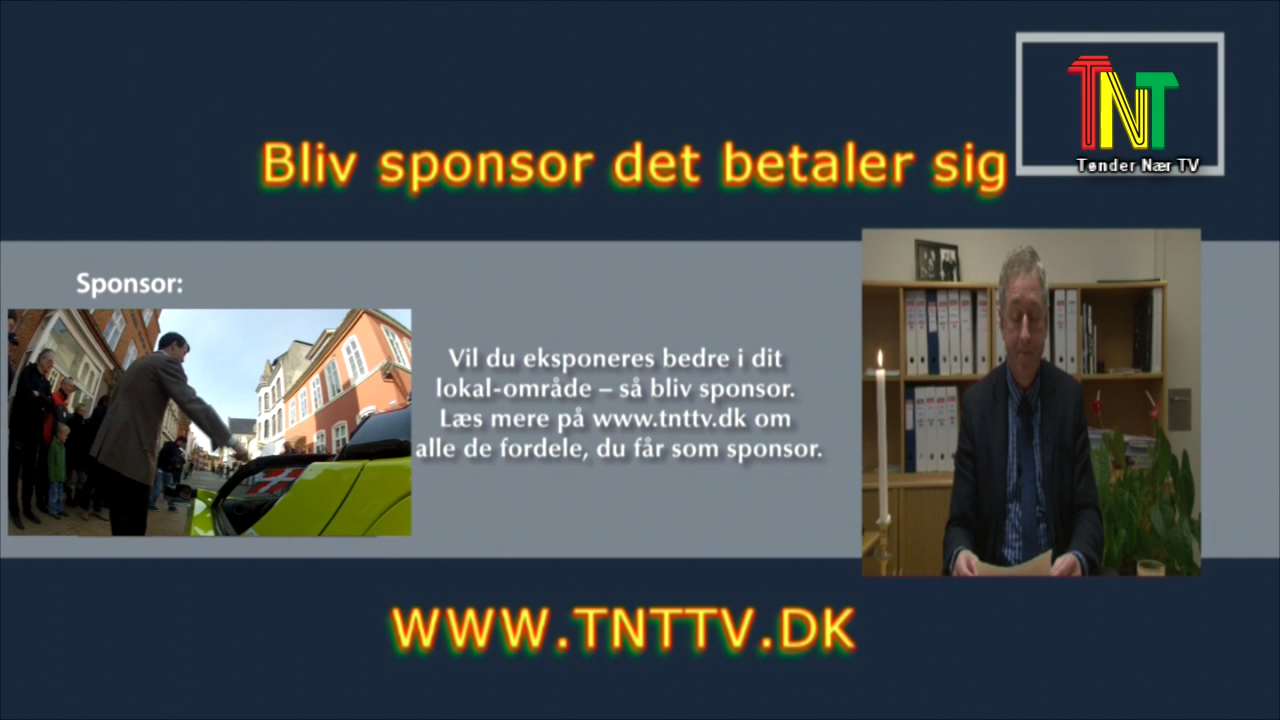 TNT
Tønder Nær TV
Bliv sponsor det betaler sig
Sponsor:
Vil du eksponeres bedre i dit
lokal-område – så bliv sponsor.
Læs mere på www.tnttv.dk om
alle de fordele, du får som sponsor.
WWW.TNTTV.DK